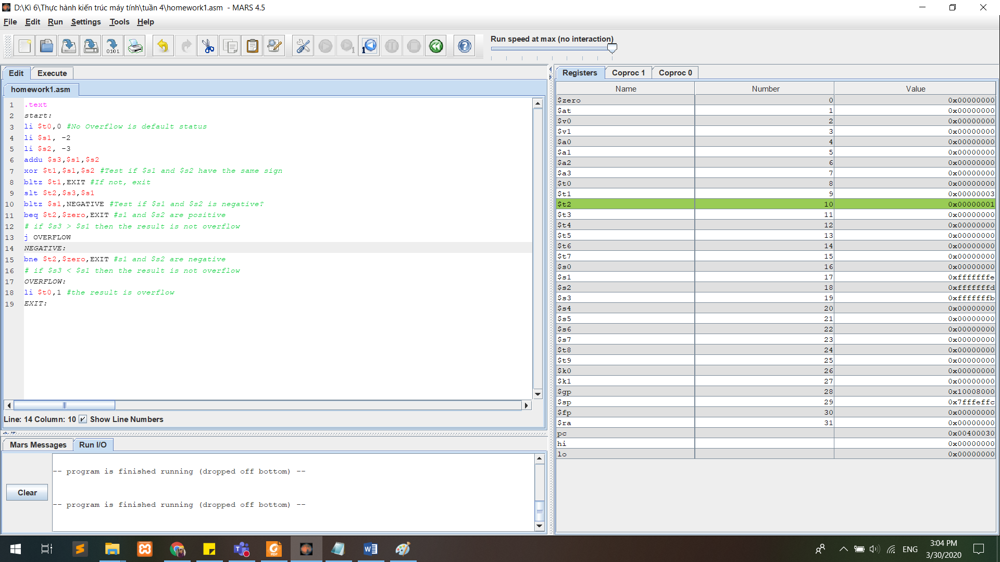 D:\Kì 6\Thực hành kiến trúc máy tính\tuần 4\homework1.asm - MARS 4.5
File Edit Run Settings Tools Help
Run speed at max (no interaction)
Edit Execute
homework1.asm
1 .text
2 start:
3 li $t0,0 #No Overflow is default status
4 li $s1, -2
5 li $s2, -3
6 addu $s3,$s1,$s2
7 xor $t1,$s1,$s2 #Test if $s1 and $s2 have the same sign
8 bltz $t1,EXIT #If not, exit
9 slt $t2,$s3,$s1
10 bltz $s1,NEGATIVE #Test if $s1 and $s2 is negative?
11 beq $t2,$zero,EXIT #s1 and $s2 are positive
12 # if $s3 > $s1 then the result is not overflow
13 j OVERFLOW
14 NEGATIVE:
15 bne $t2,$zero,EXIT #s1 and $s2 are negative
16 # if $s3 < $s1 then the result is not overflow
17 OVERFLOW:
18 li $t0,1 #the result is overflow
19 EXIT:
Line: 14 Column: 10 Show Line Numbers
Mars Messages Run I/O
-- program is finished running (dropped off bottom) --
Clear
-- program is finished running (dropped off bottom) --
Registers Coproc 1 Coproc 0
Name Number Value
$zero 0 0x00000000
$at 1 0x00000000
$v0 2 0x00000000
$v1 3 0x00000000
$a0 4 0x00000000
$a1 5 0x00000000
$a2 6 0x00000000
$a3 7 0x00000000
$t0 8 0x00000000
$t1 9 0x00000003
$t2 10 0x00000001
$t3 11 0x00000000
$t4 12 0x00000000
$t5 13 0x00000000
$t6 14 0x00000000
$t7 15 0x00000000
$s0 16 0x00000000
$s1 17 0xfffffffe
$s2 18 0xfffffffd
$s3 19 0xfffffffb
$s4 20 0x00000000
$s5 21 0x00000000
$s6 22 0x00000000
$s7 23 0x00000000
$t8 24 0x00000000
$t9 25 0x00000000
$k0 26 0x00000000
$k1 27 0x00000000
$gp 28 0x10008000
$sp 29 0x7fffeffc
$fp 30 0x00000000
$ra 31 0x00000000
pc 0x00400030
hi 0x00000000
lo 0x00000000
ENG
3:04 PM
3/30/2020